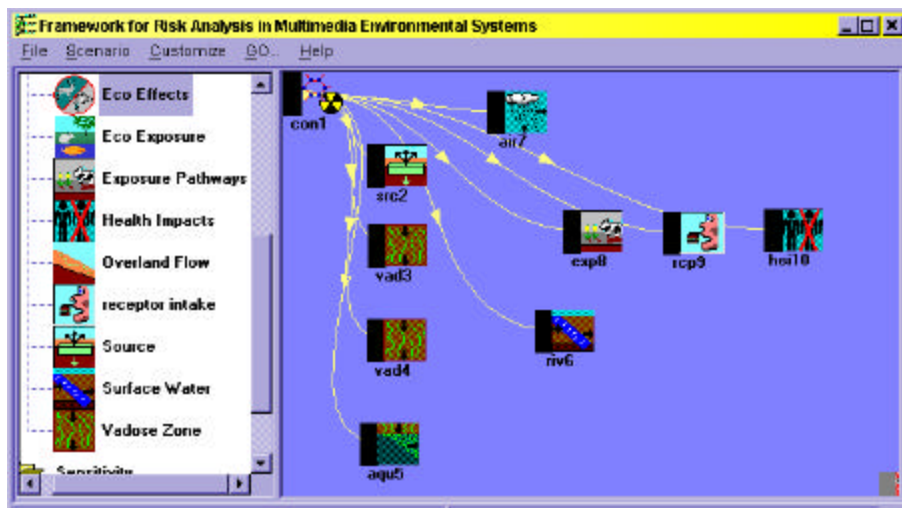 Framework for Risk Analysis in Multimedia Environmental Systems
File Scenario Customize GO.. Help
Eco Effects
Eco Exposure
Exposure Pathways
Health Impacts
Overland Flow
receptor intake
Source
Surface Water
Vadose Zone
Sensitivity
con1
air7
src2
vad3
exp8
rcp9
hei10
riv6
vad4
aqu5